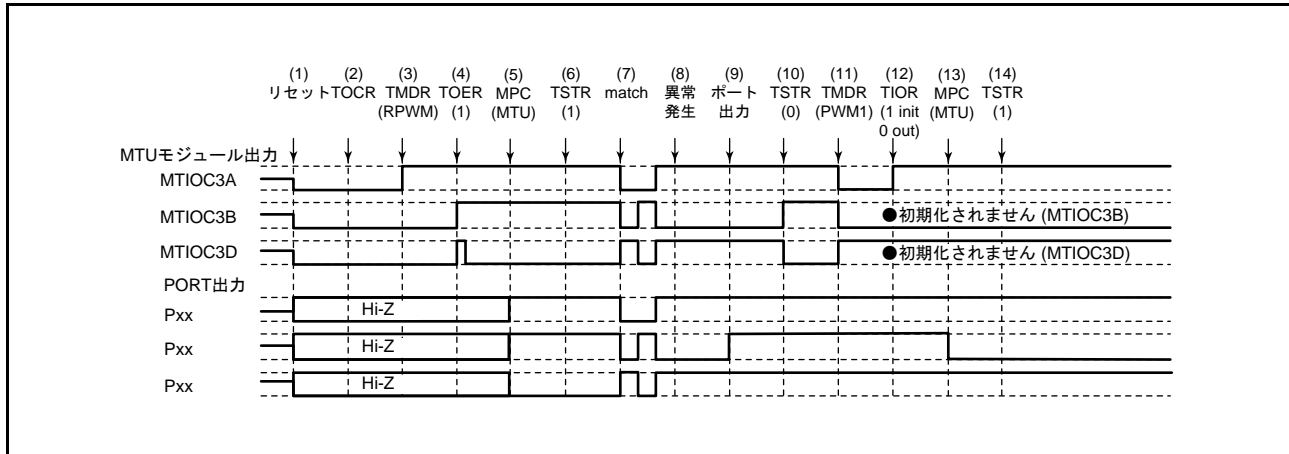 (1) (2) (3) (4) (5) (6) (7) (8) (9) (10) (11) (12) (13) (14)
リセット TOCR TMDR TOER MPC TSTR match 異常 ポート TSTR TMDR TIOR MPC TSTR
(RPWM) (1) (MTU) (1) 発生 出力 (0) (PWM1) (1 init (MTU) (1)
0 out)
MTUモジュール出力
MTIOC3A
MTIOC3B ●初期化されません (MTIOC3B)
MTIOC3D ●初期化されません (MTIOC3D)
PORT出力
Pxx Hi-Z
Pxx Hi-Z
Pxx Hi-Z